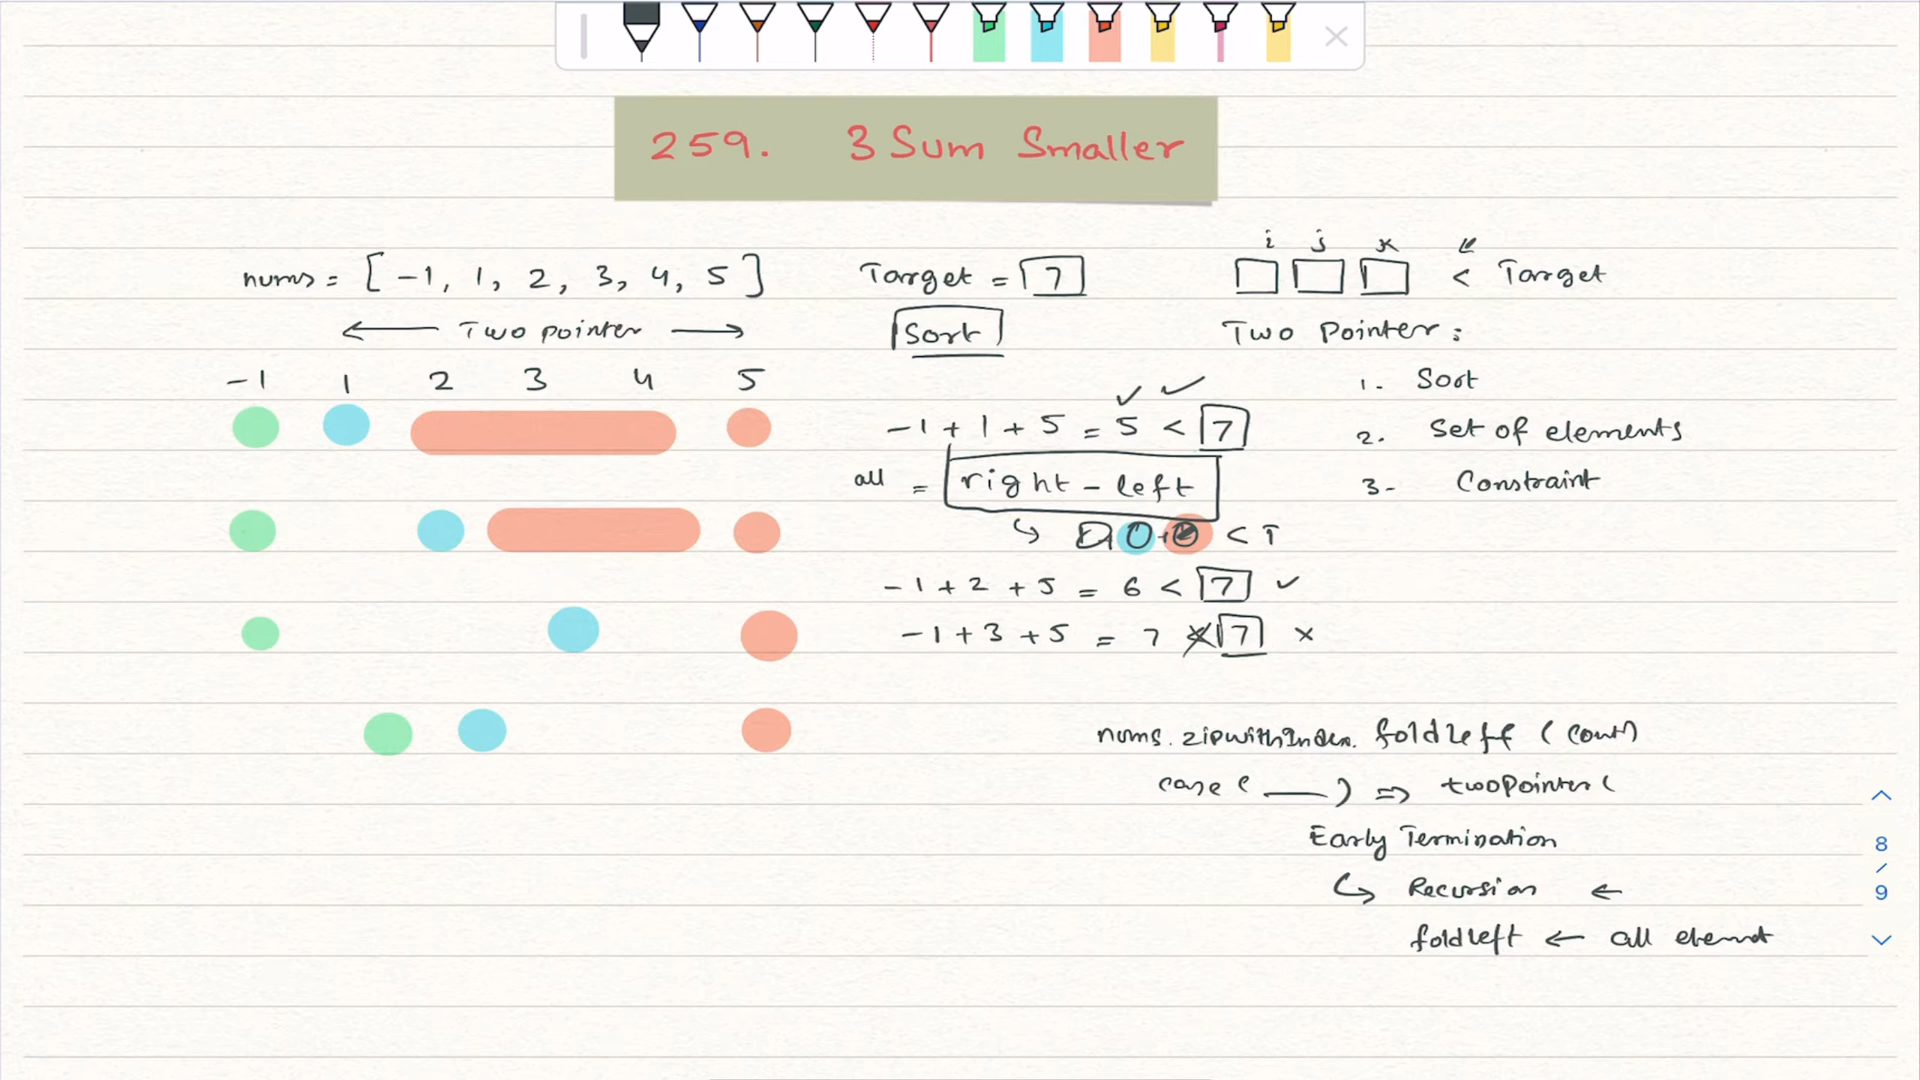 259. 3 Sum Smaller
nums = [ -1, 1, 2, 3, 4, 5 ]
Target = 7
i j k
< Target
← Two pointer →
Sort
Two Pointer :
-1 1 2 3 4 5
1. Sort
-1 + 1 + 5 = 5 < 7
2. Set of elements
all = right - left
3- Constraint
< T
-1 + 2 + 5 = 6 < 7 ✓
-1 + 3 + 5 = 7 < 7 ×
nums. zipwithIndex. foldleft ( count)
case ( __ ) => twoPointer (
Early Termination
↪ Recursion ←
foldleft ← all element
8
/
9